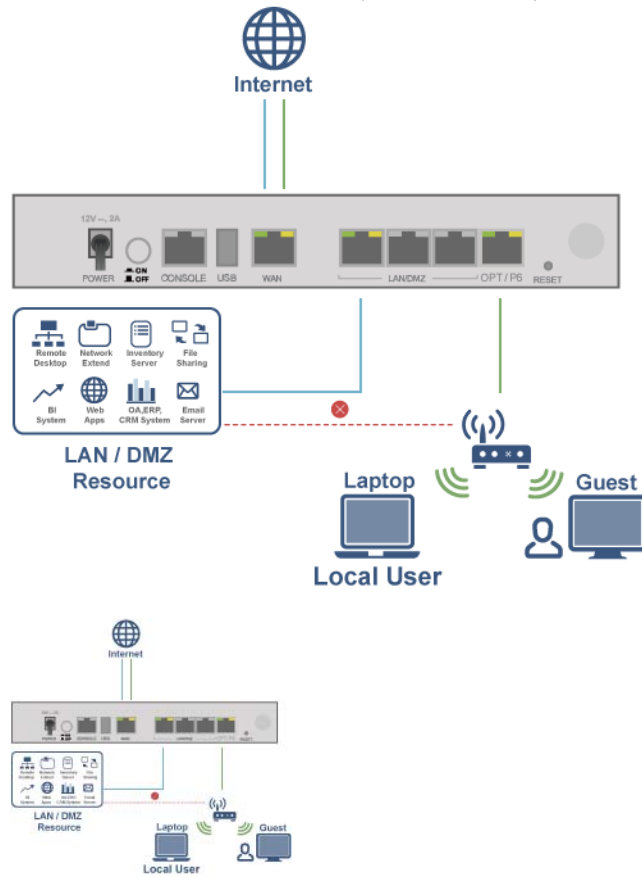 Internet
12V ⎓, 2A
POWER
ON
OFF
CONSOLE
USB
WAN
LAN/DMZ
OPT / P6
RESET
Remote Desktop
Network Extend
Inventory Server
File Sharing
BI System
Web Apps
OA,ERP, CRM System
Email Server
LAN / DMZ
Resource
Laptop
Guest
Local User
Internet
LAN / DMZ
Resource
Laptop
Guest
Local User